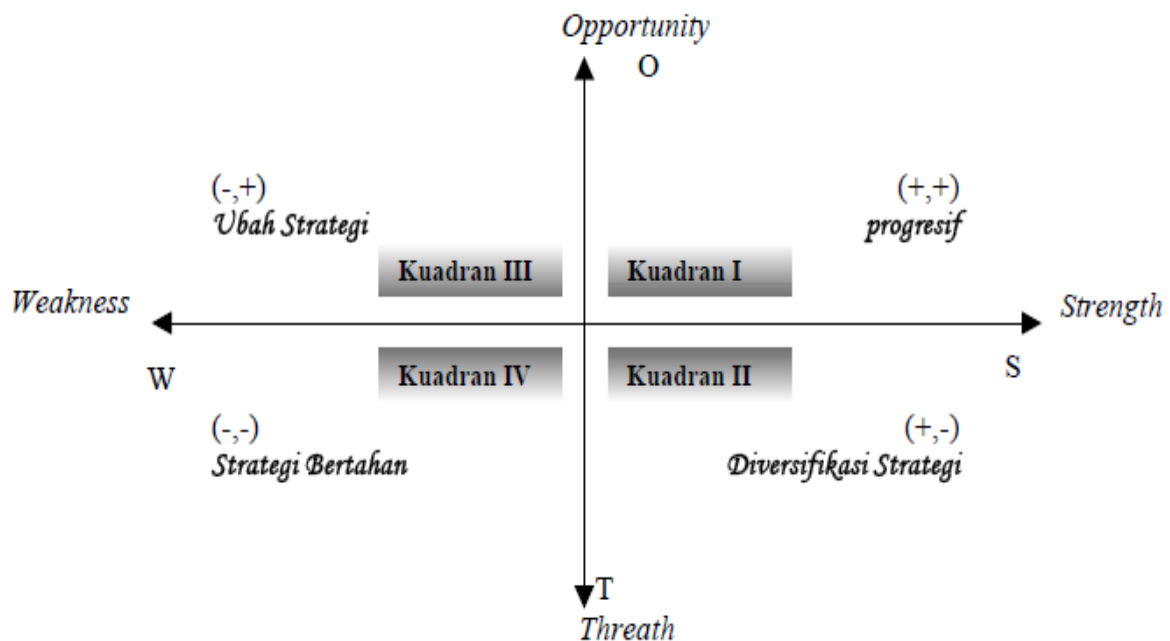 Opportunity
O
(-,+)
Ubah Strategi
(+,+)
progresif
Kuadran III
Kuadran I
Weakness
Strength
W
Kuadran IV
Kuadran II
S
(-,-)
Strategi Bertahan
(+,-)
Diversifikasi Strategi
T
Threath